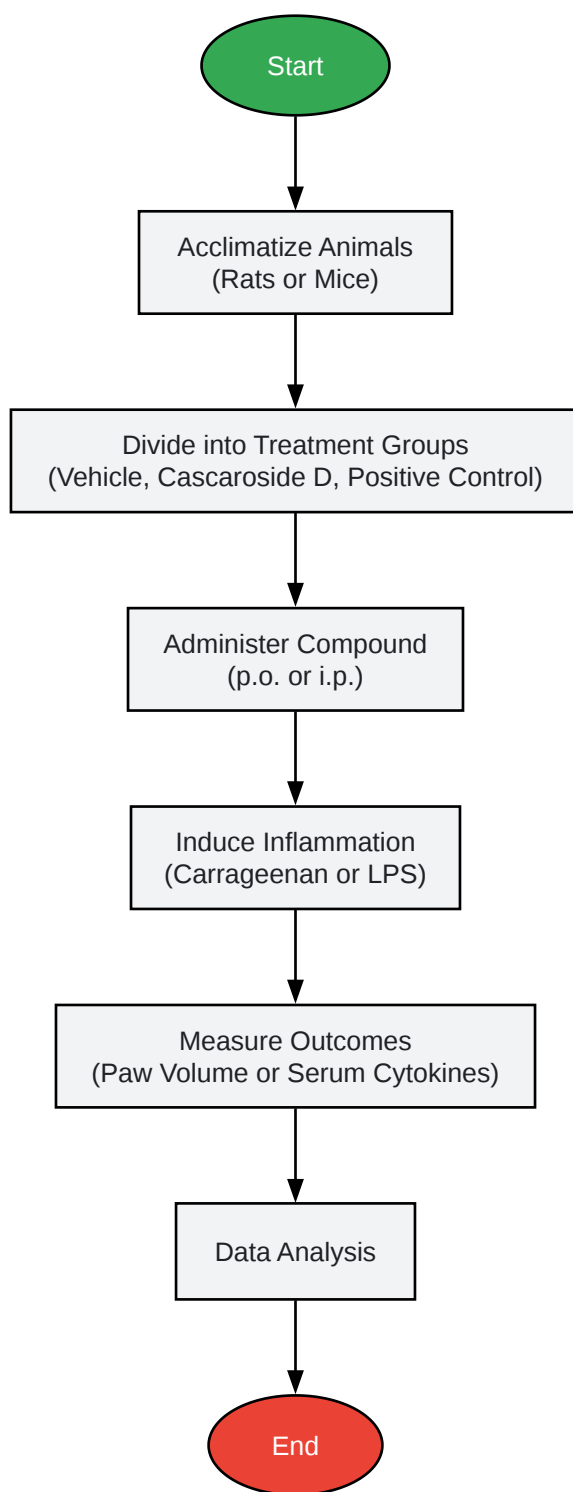 Start
Acclimatize Animals
(Rats or Mice)
Divide into Treatment Groups
(Vehicle, Cascaroside D, Positive Control)
Administer Compound
(p.o. or i.p.)
Induce Inflammation
(Carrageenan or LPS)
Measure Outcomes
(Paw Volume or Serum Cytokines)
Data Analysis
End